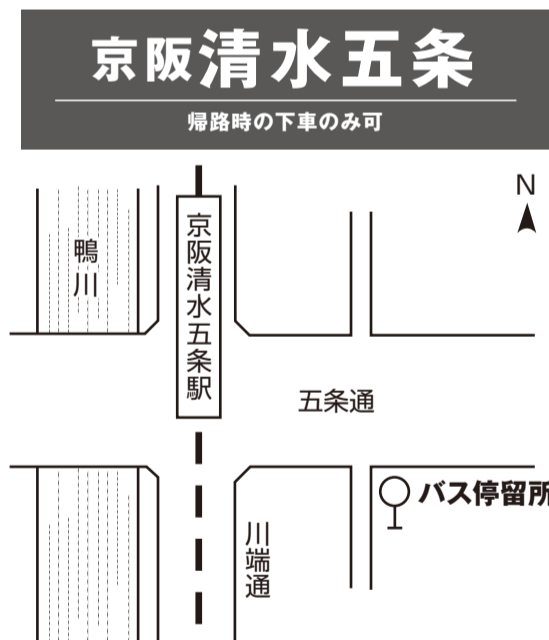 京阪清水五条
帰路時の下車のみ可
N
鴨川
京阪清水五条駅
五条通
バス停留所
川端通